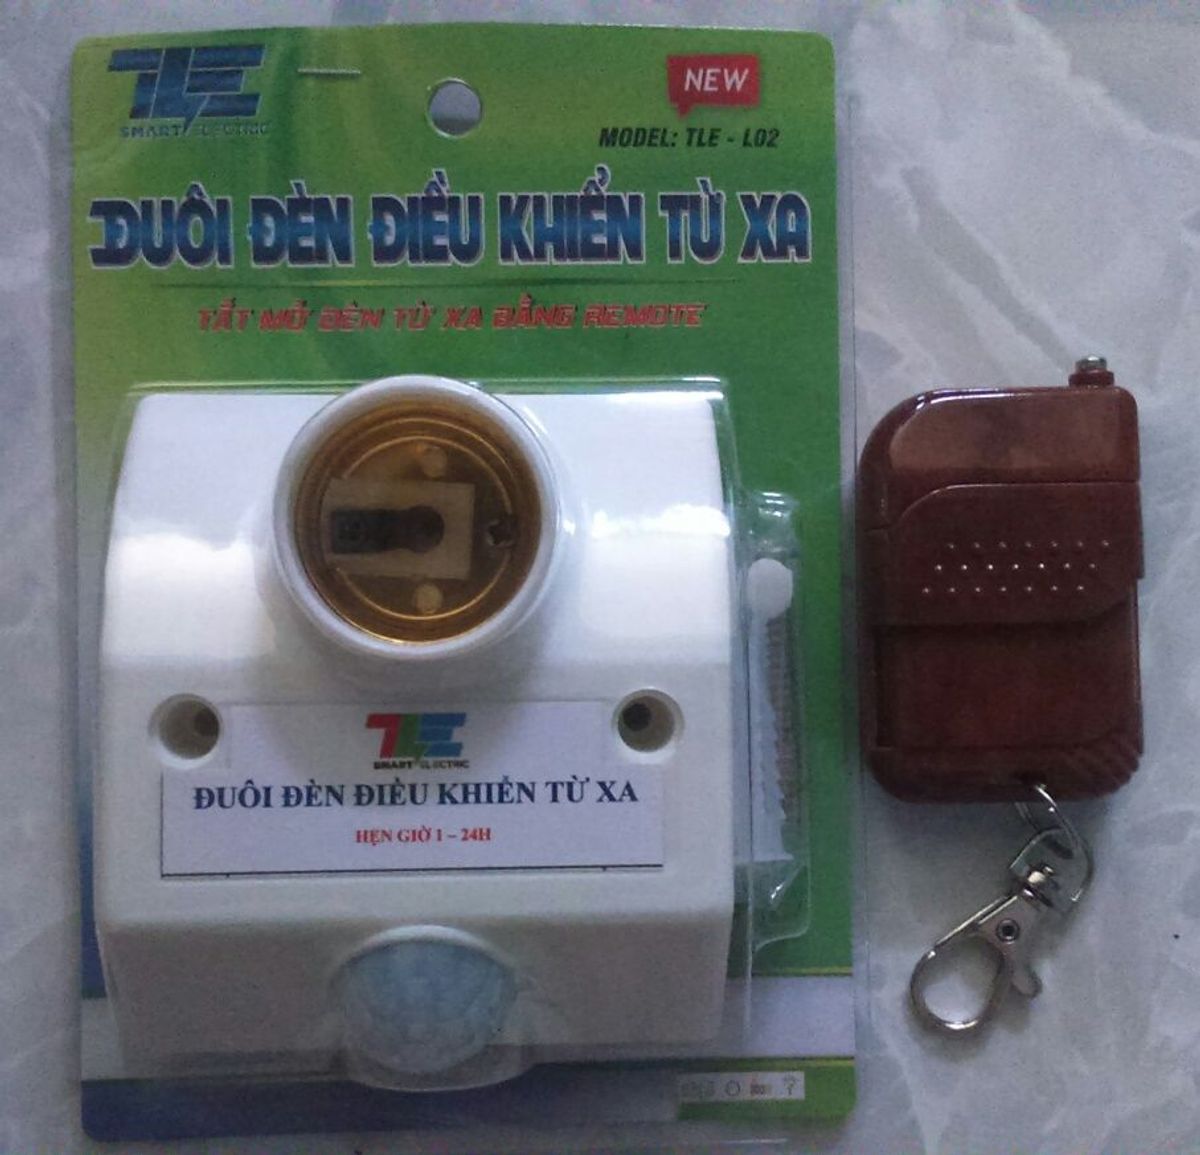 TLE
SMART ELECTRIC
NEW
MODEL: TLE - L02
ĐUÔI ĐÈN ĐIỀU KHIỂN TỪ XA
TẮT MỞ ĐÈN TỪ XA BẰNG REMOTE
TLE
SMART ELECTRIC
ĐUÔI ĐÈN ĐIỀU KHIỂN TỪ XA
HẸN GIỜ 1 – 24H